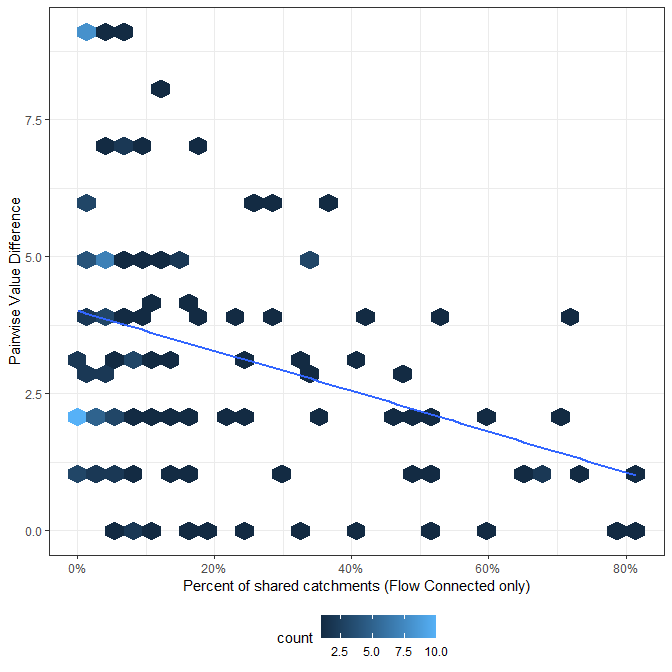 7.5
5.0
2.5
0.0
Pairwise Value Difference
0% 20% 40% 60% 80%
Percent of shared catchments (Flow Connected only)
count
2.5 5.0 7.5 10.0